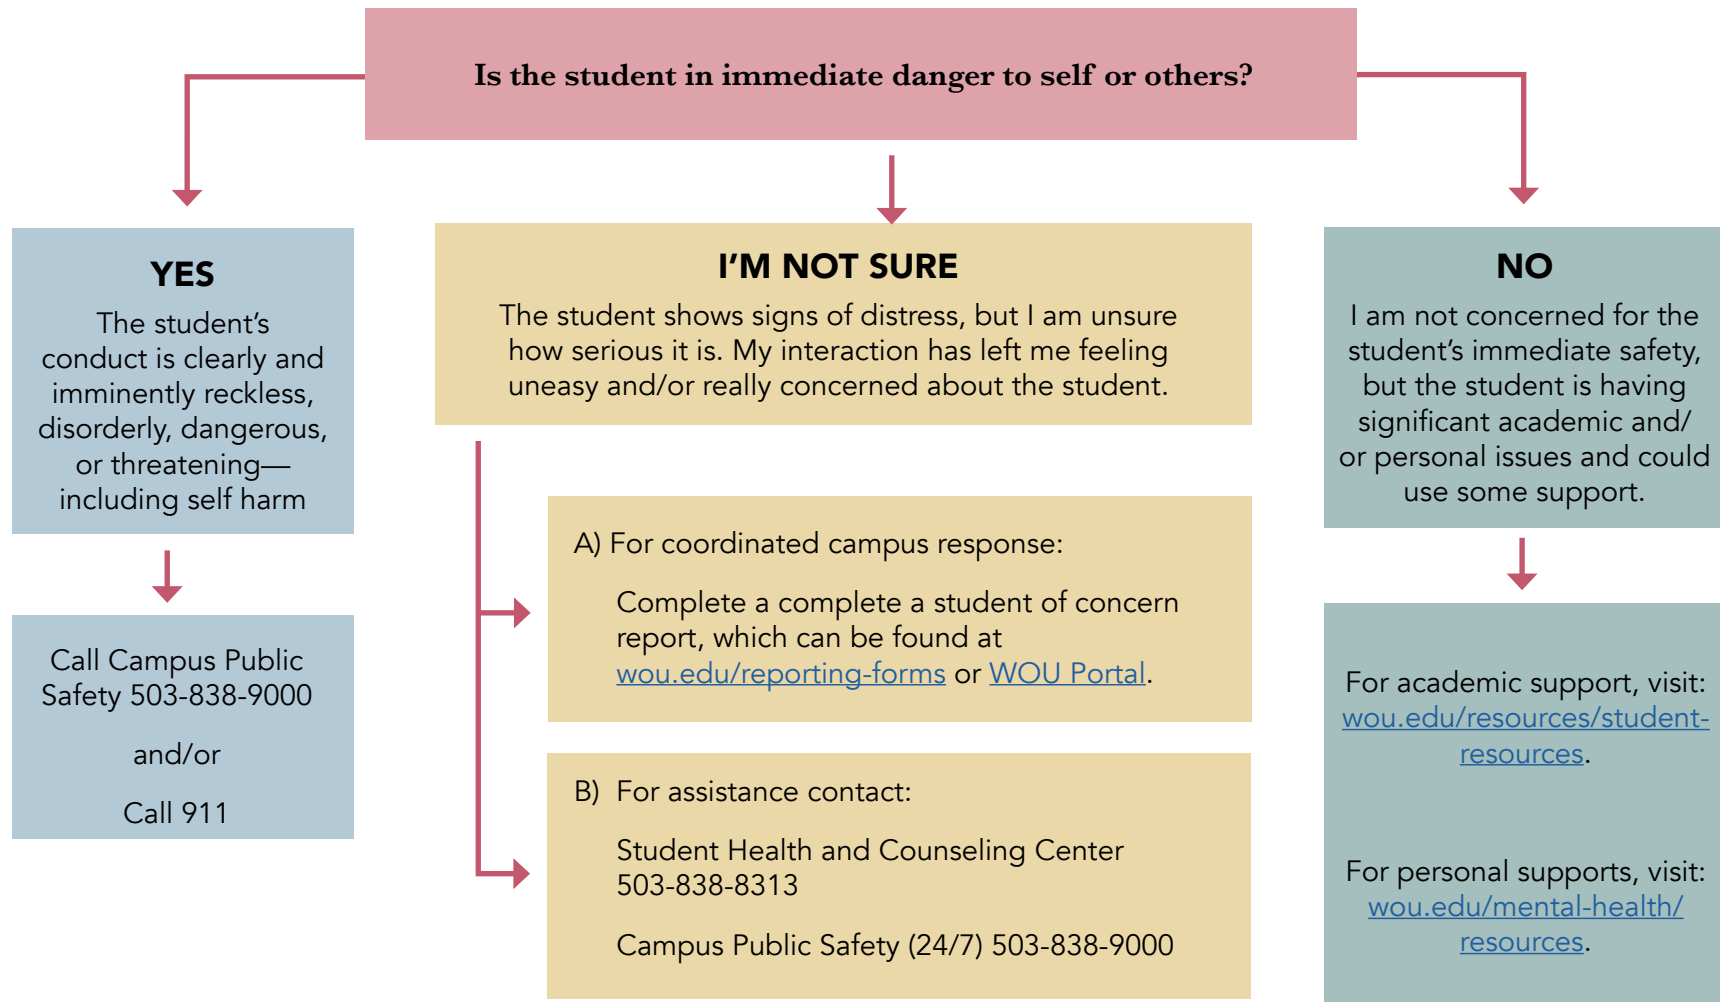 Is the student in immediate danger to self or others?
YES
The student’s
conduct is clearly and
imminently reckless,
disorderly, dangerous,
or threatening—
including self harm
Call Campus Public
Safety 503-838-9000
and/or
Call 911
I’M NOT SURE
The student shows signs of distress, but I am unsure
how serious it is. My interaction has left me feeling
uneasy and/or really concerned about the student.
A) For coordinated campus response:
Complete a complete a student of concern
report, which can be found at
wou.edu/reporting-forms or WOU Portal.
B) For assistance contact:
Student Health and Counseling Center
503-838-8313
Campus Public Safety (24/7) 503-838-9000
NO
I am not concerned for the
student’s immediate safety,
but the student is having
significant academic and/
or personal issues and could
use some support.
For academic support, visit:
wou.edu/resources/student-
resources.
For personal supports, visit:
wou.edu/mental-health/
resources.